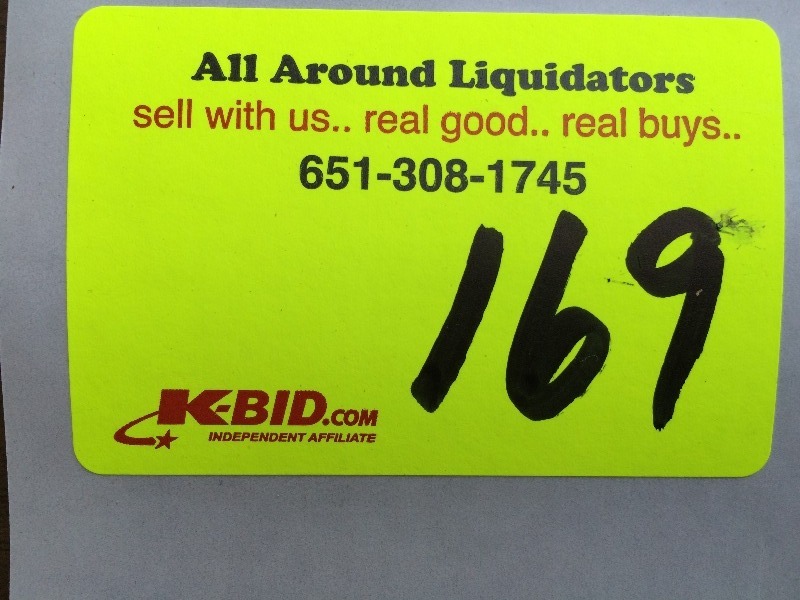 All Around Liquidators
sell with us.. real good.. real buys..
651-308-1745
169
K-BID.COM
INDEPENDENT AFFILIATE